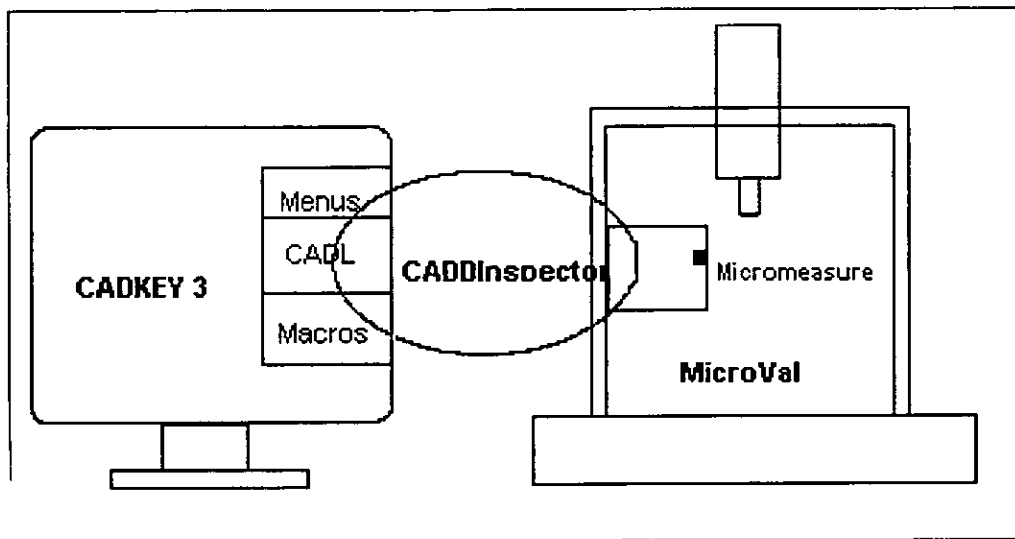 Menus
CADL
CADKEY 3
Macros
CADDInspector
Micromeasure
MicroVal